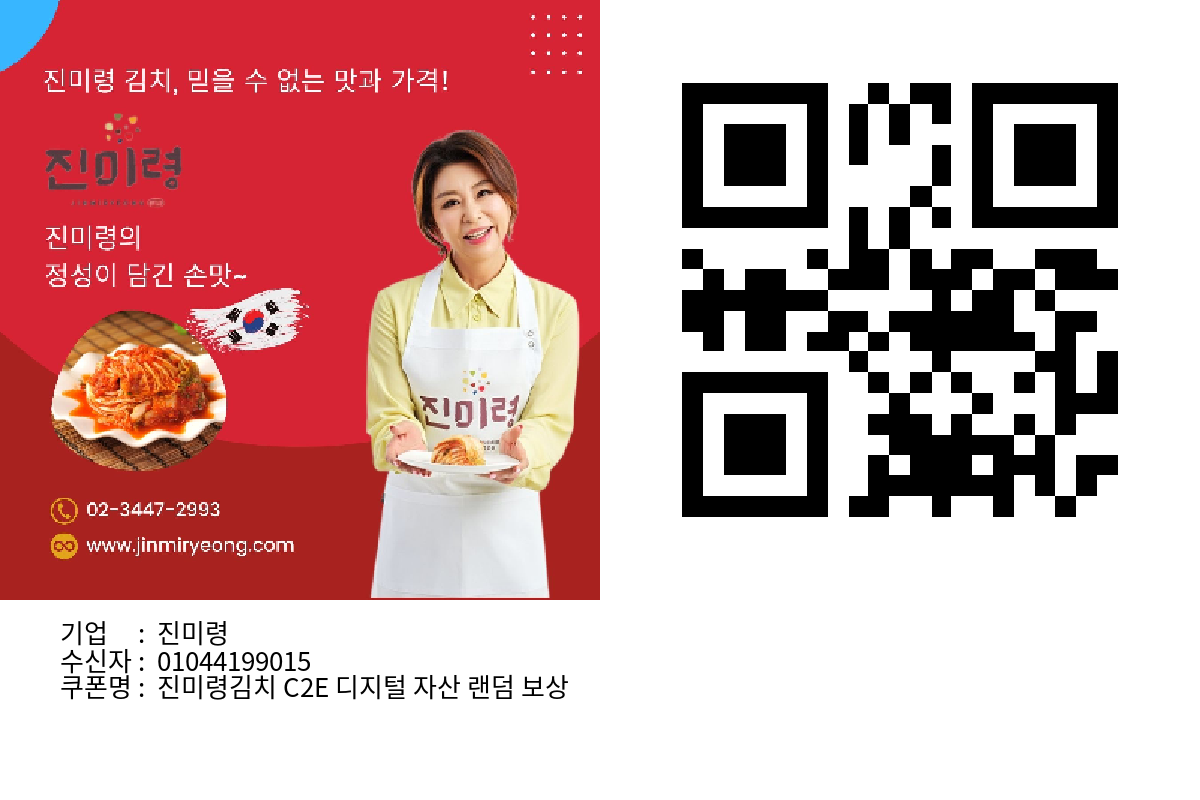 진미령 김치, 믿을 수 없는 맛과 가격!
진미령
진미령의
정성이 담긴 손맛~
진미령
02-3447-2993
www.jinmiryeong.com
기업 : 진미령
수신자 : 01044199015
쿠폰명 : 진미령김치 C2E 디지털 자산 랜덤 보상